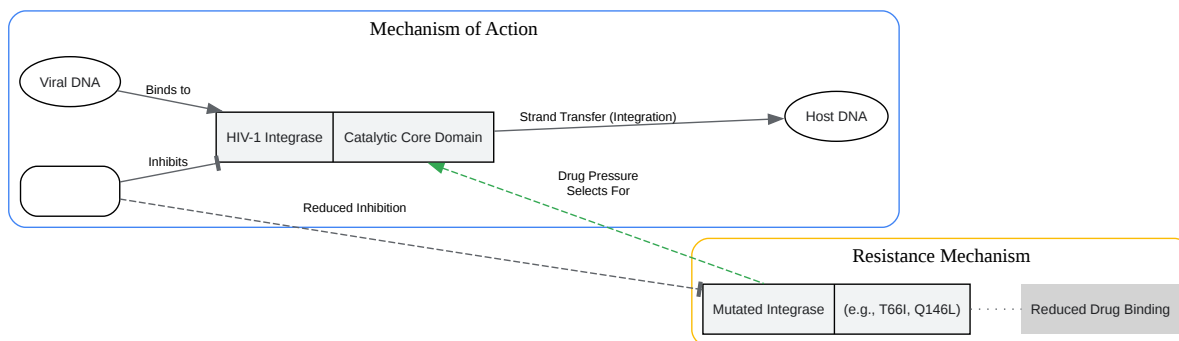 Mechanism of Action
Viral DNA
Binds to
HIV-1 Integrase
Catalytic Core Domain
Strand Transfer (Integration)
Host DNA
Inhibits
Drug Pressure
Selects For
Reduced Inhibition
Resistance Mechanism
Mutated Integrase
(e.g., T66I, Q146L)
Reduced Drug Binding